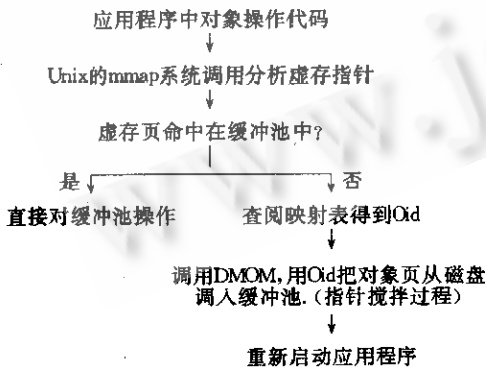 应用程序中对象操作代码
Unix的mmap系统调用分析虚存指针
虚存页命中在缓冲池中?
是
否
直接对缓冲池操作
查阅映射表得到Oid
调用DMOM,用Oid把对象页从磁盘
调入缓冲池.(指针搅拌过程)
重新启动应用程序
www.j